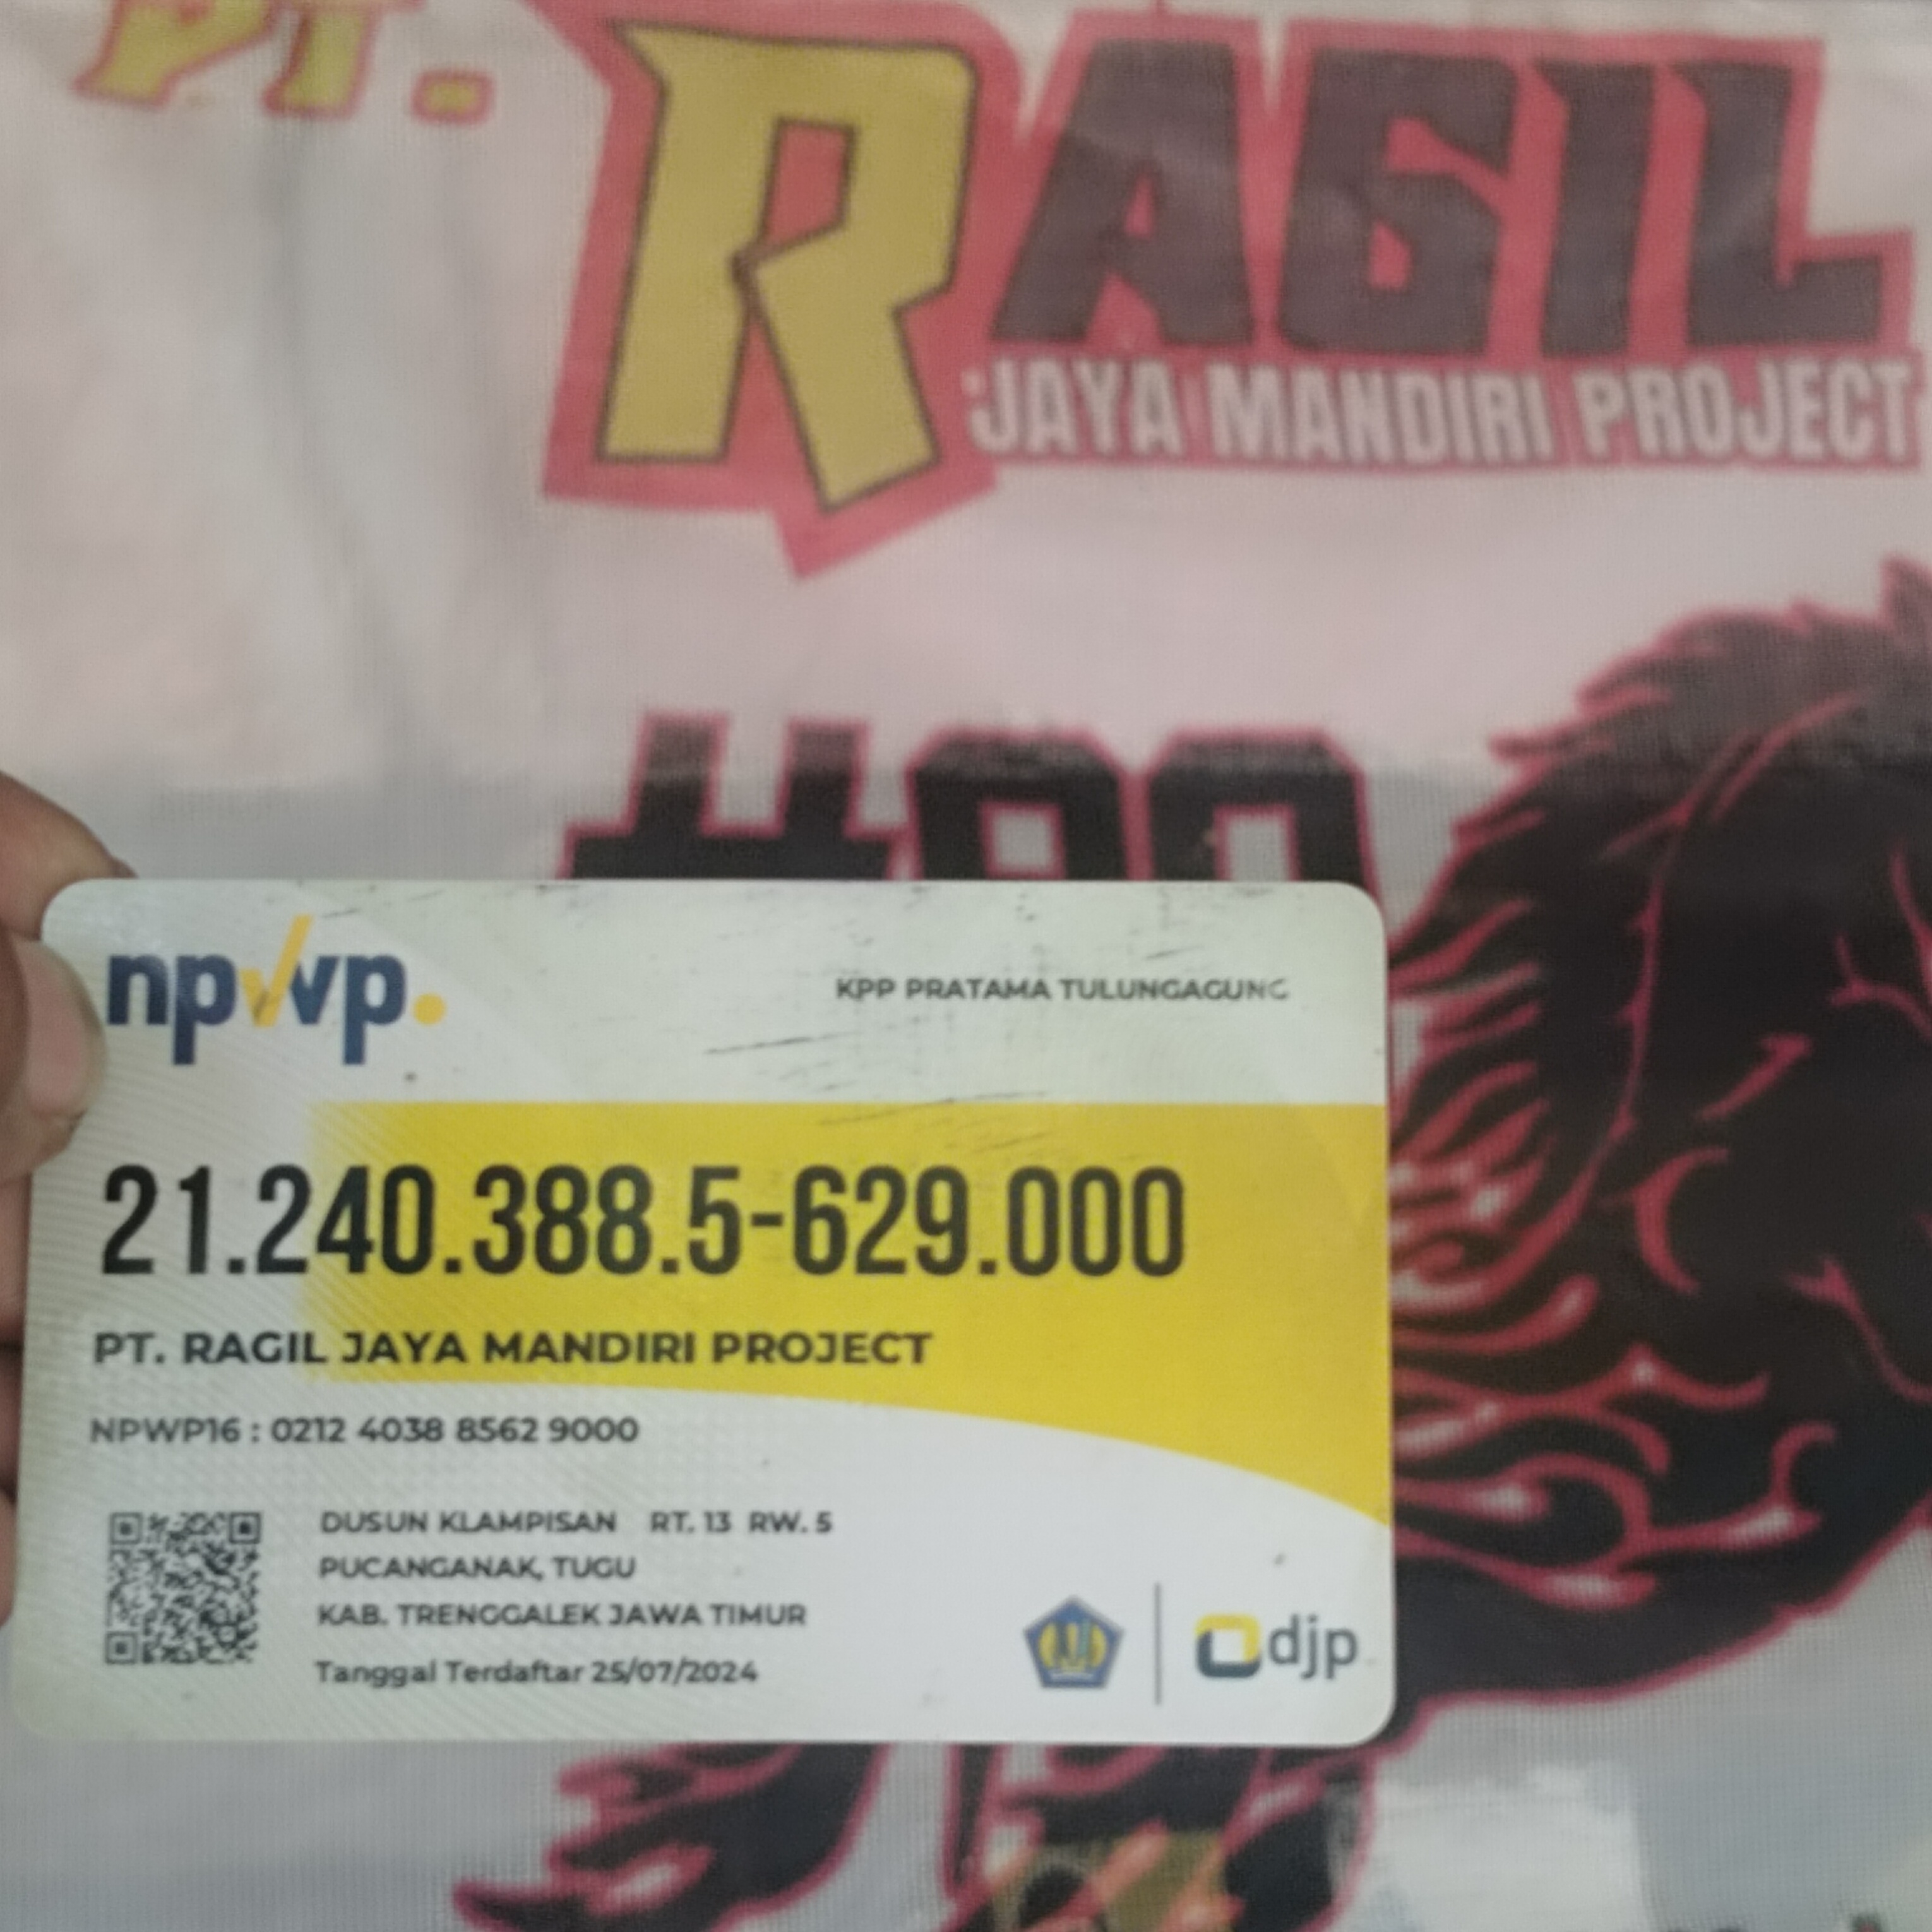 PT. RAGIL
JAYA MANDIRI PROJECT
npwp.
KPP PRATAMA TULUNGAGUNG
21.240.388.5-629.000
PT. RAGIL JAYA MANDIRI PROJECT
NPWP16 : 0212 4038 8562 9000
DUSUN KLAMPISAN RT. 13 RW. 5
PUCANGANAK, TUGU
KAB. TRENGGALEK JAWA TIMUR
Tanggal Terdaftar 25/07/2024
djp